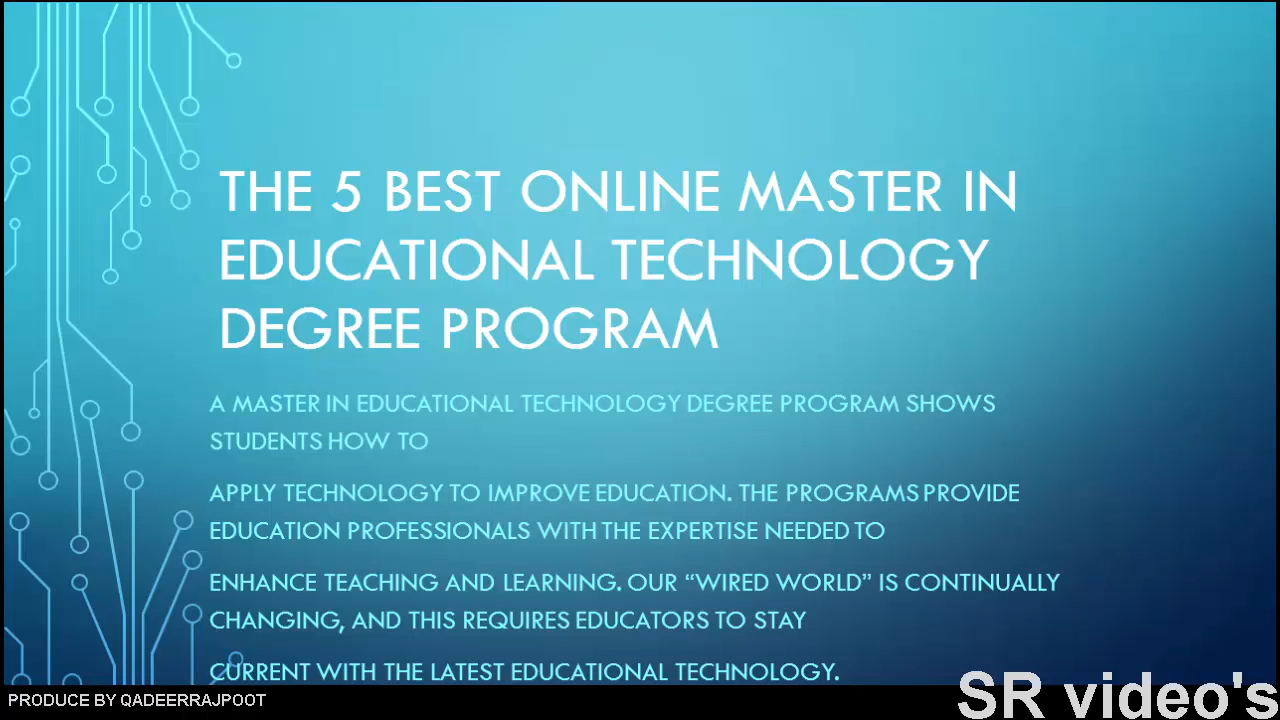 THE 5 BEST ONLINE MASTER IN
EDUCATIONAL TECHNOLOGY
DEGREE PROGRAM
A MASTER IN EDUCATIONAL TECHNOLOGY DEGREE PROGRAM SHOWS
STUDENTS HOW TO
APPLY TECHNOLOGY TO IMPROVE EDUCATION. THE PROGRAMS PROVIDE
EDUCATION PROFESSIONALS WITH THE EXPERTISE NEEDED TO
ENHANCE TEACHING AND LEARNING. OUR “WIRED WORLD” IS CONTINUALLY
CHANGING, AND THIS REQUIRES EDUCATORS TO STAY
CURRENT WITH THE LATEST EDUCATIONAL TECHNOLOGY.
PRODUCE BY QADEERRAJPOOT
SR video's